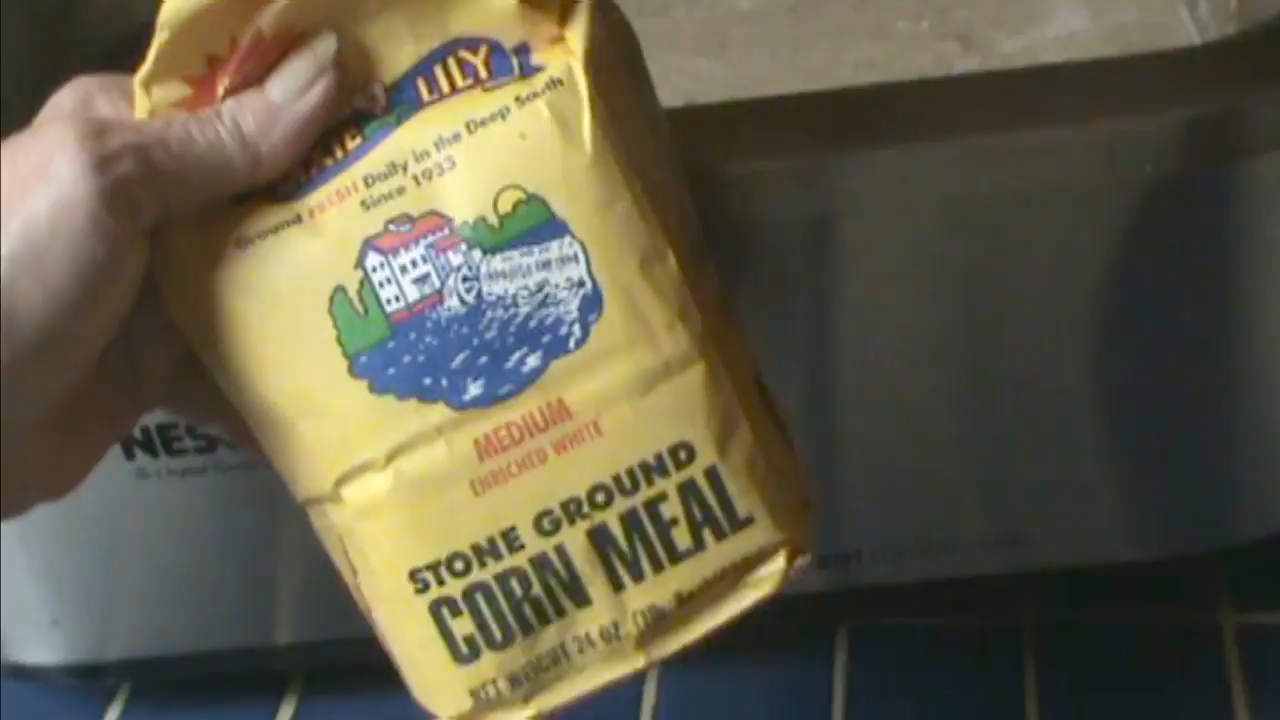 LILY
Ground FRESH Daily in the Deep South
Since 1933
MEDIUM
ENRICHED WHITE
STONE GROUND
CORN MEAL
NET WEIGHT 24 OZ.
NES